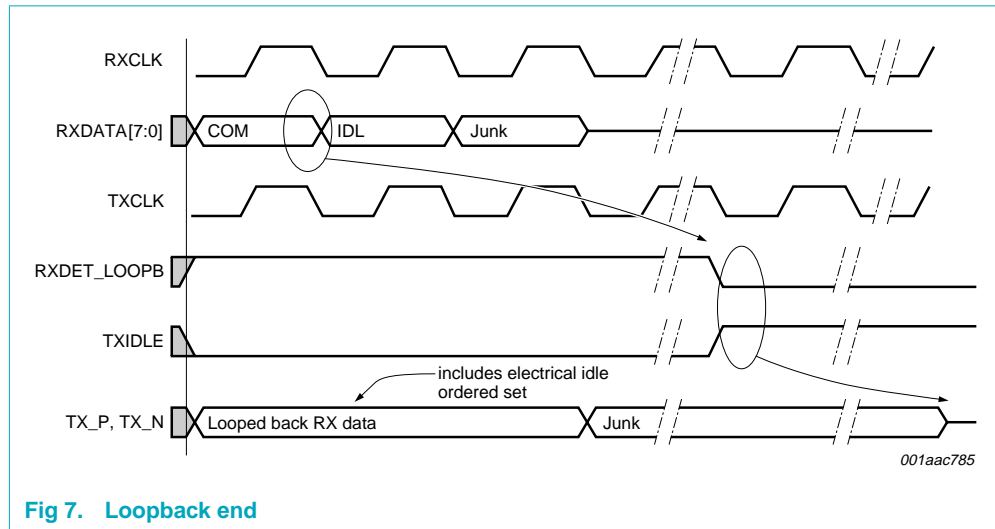 RXCLK
RXDATA[7:0]
COM
IDL
Junk
TXCLK
RXDET_LOOPB
TXIDLE
includes electrical idle
ordered set
TX_P, TX_N
Looped back RX data
Junk
001aac785
Fig 7. Loopback end